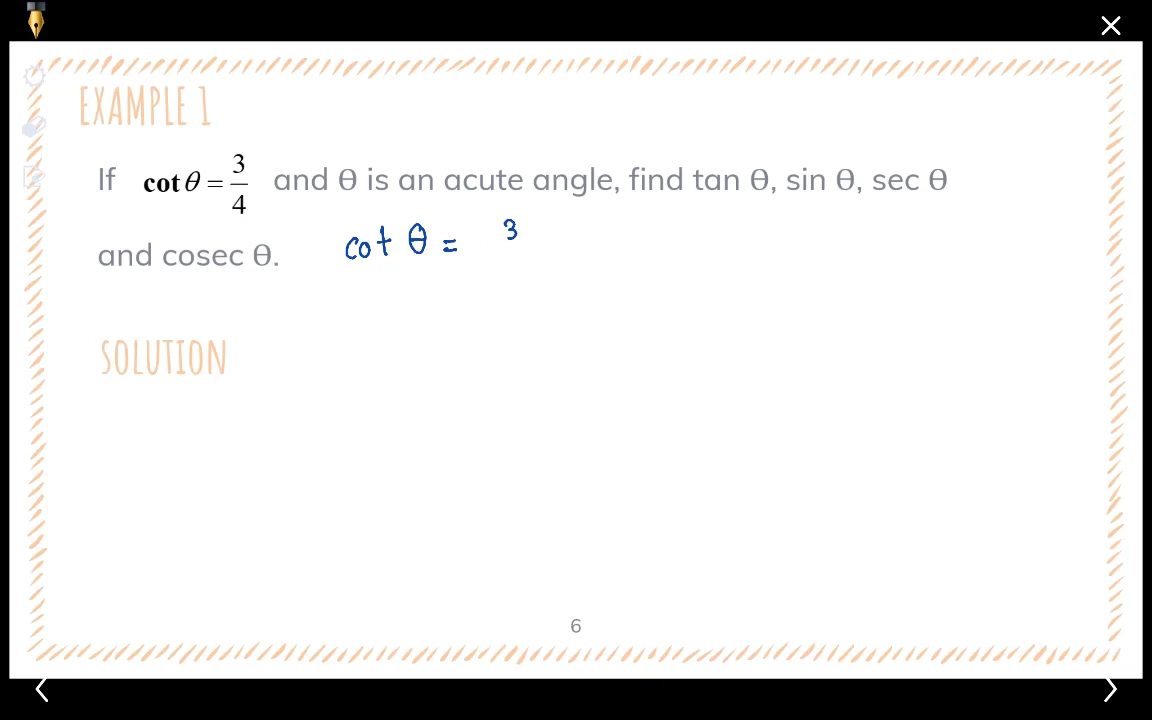 EXAMPLE 1
If cot θ = 3/4 and θ is an acute angle, find tan θ, sin θ, sec θ
and cosec θ.
cot θ = 3
SOLUTION
6